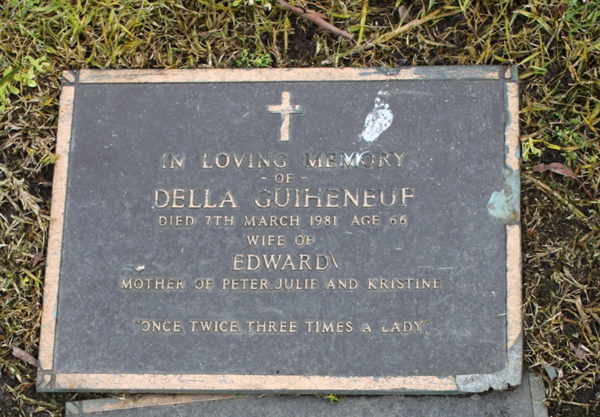 IN LOVING MEMORY
- OF -
DELLA GUIHENEUF
DIED 7TH MARCH 1981 AGE 66
WIFE OF
EDWARD
MOTHER OF PETER, JULIE AND KRISTINE
"ONCE TWICE, THREE TIMES A LADY"